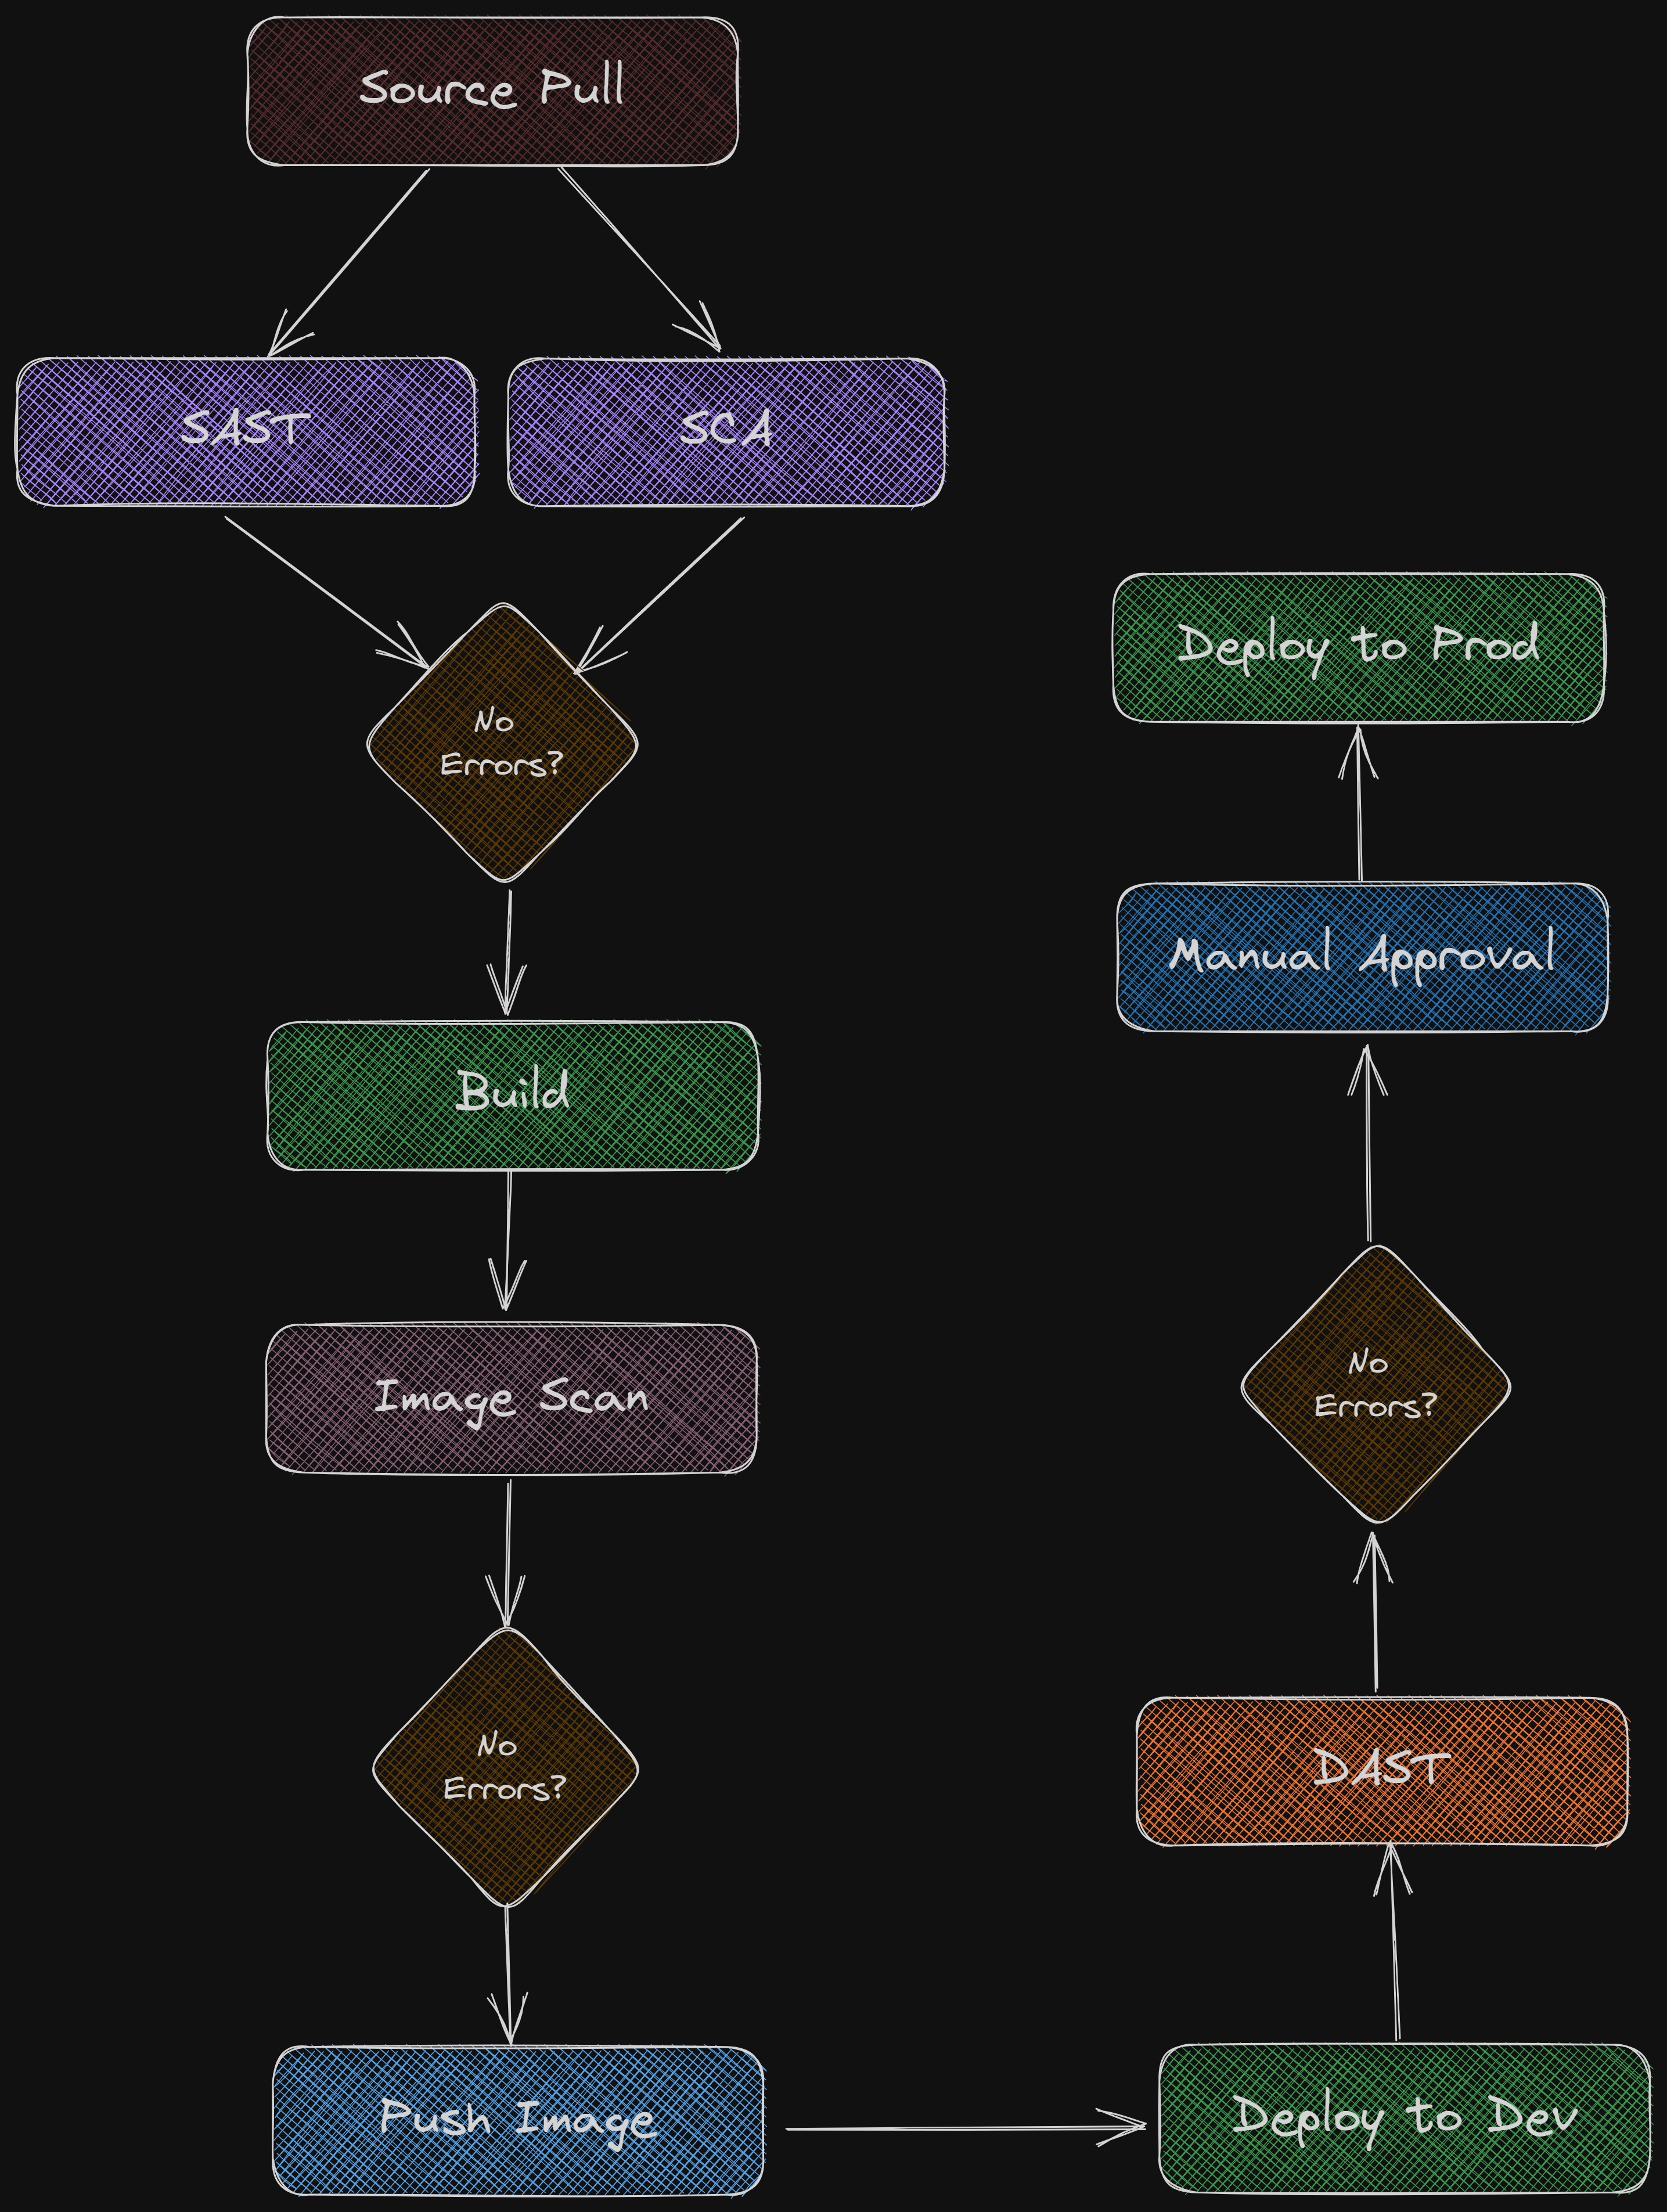 Source Pull
SAST
SCA
No
Errors?
Build
Image Scan
No
Errors?
Push Image
Deploy to Dev
DAST
No
Errors?
Manual Approval
Deploy to Prod